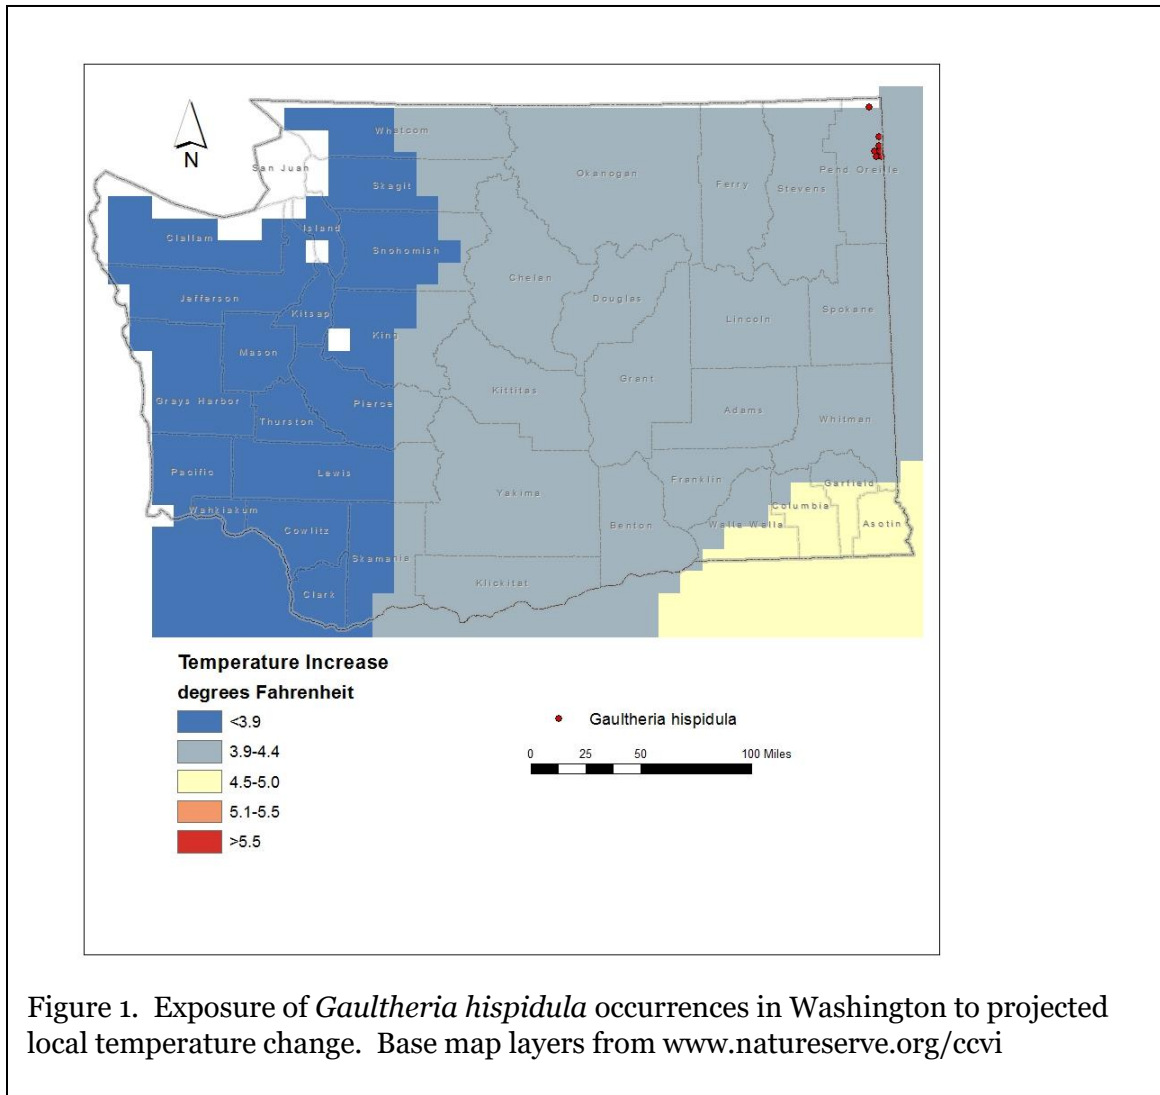 N
San Juan
Whatcom
Skagit
Okanogan
Ferry
Stevens
Pend Oreille
Clallam
Island
Snohomish
Chelan
Douglas
Jefferson
Kitsap
King
Lincoln
Spokane
Mason
Kittitas
Grant
Grays Harbor
Pierce
Adams
Whitman
Thurston
Pacific
Lewis
Yakima
Franklin
Garfield
Wahkiakum
Cowlitz
Benton
Walla Walla
Columbia
Asotin
Skamania
Clark
Klickitat
Temperature Increase
degrees Fahrenheit
<3.9
3.9-4.4
4.5-5.0
5.1-5.5
>5.5
Gaultheria hispidula
0 25 50 100 Miles
Figure 1. Exposure of Gaultheria hispidula occurrences in Washington to projected
local temperature change. Base map layers from www.natureserve.org/ccvi